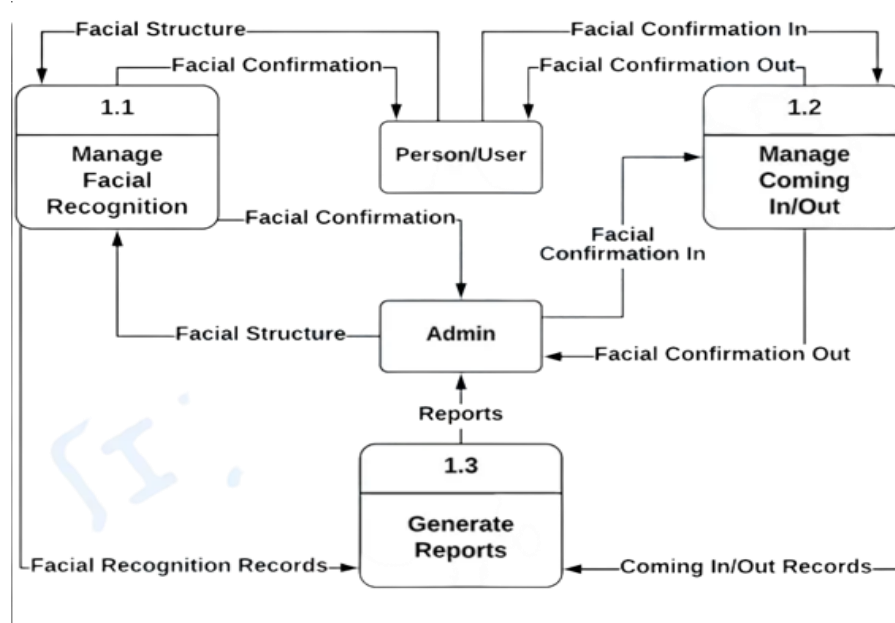 Facial Structure
Facial Confirmation In
Facial Confirmation
Facial Confirmation Out
1.1
Manage
Facial
Recognition
Person/User
1.2
Manage
Coming
In/Out
Facial Confirmation
Facial
Confirmation In
Facial Structure
Admin
Facial Confirmation Out
Reports
1.3
Generate
Reports
Facial Recognition Records
Coming In/Out Records